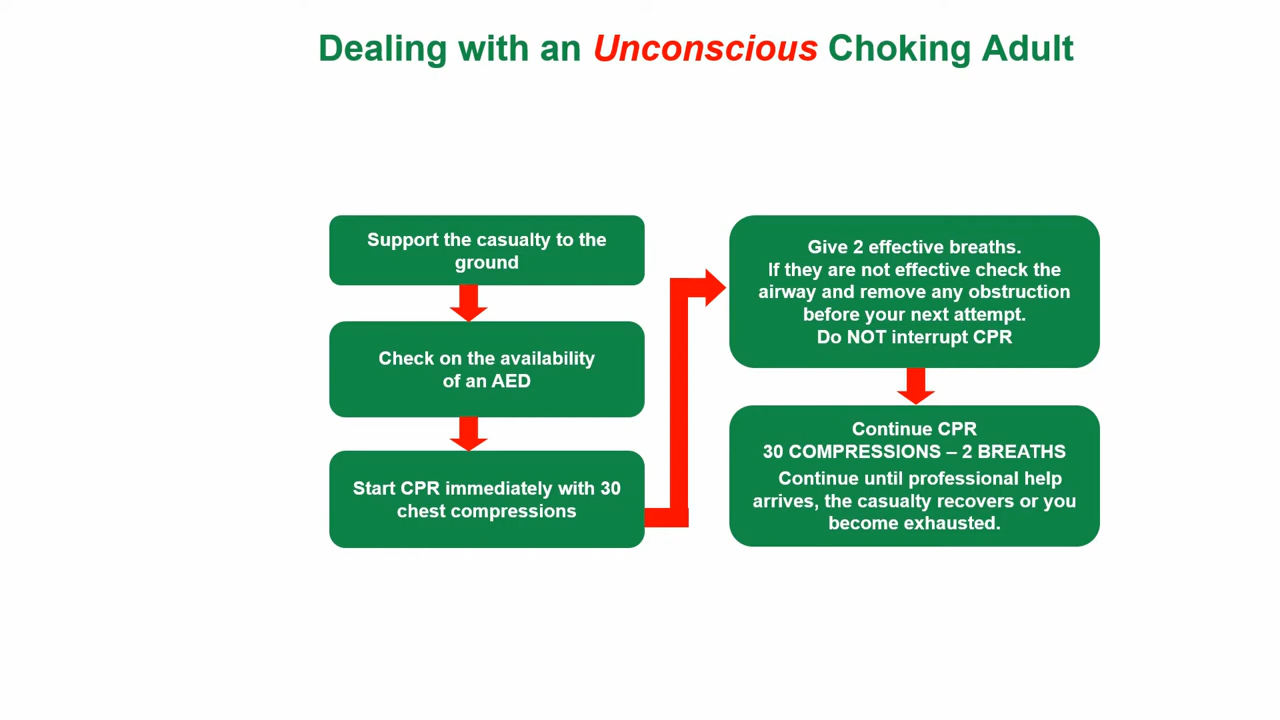 Dealing with an Unconscious Choking Adult
Support the casualty to the
ground
Check on the availability
of an AED
Start CPR immediately with 30
chest compressions
Give 2 effective breaths.
If they are not effective check the
airway and remove any obstruction
before your next attempt.
Do NOT interrupt CPR
Continue CPR
30 COMPRESSIONS – 2 BREATHS
Continue until professional help
arrives, the casualty recovers or you
become exhausted.